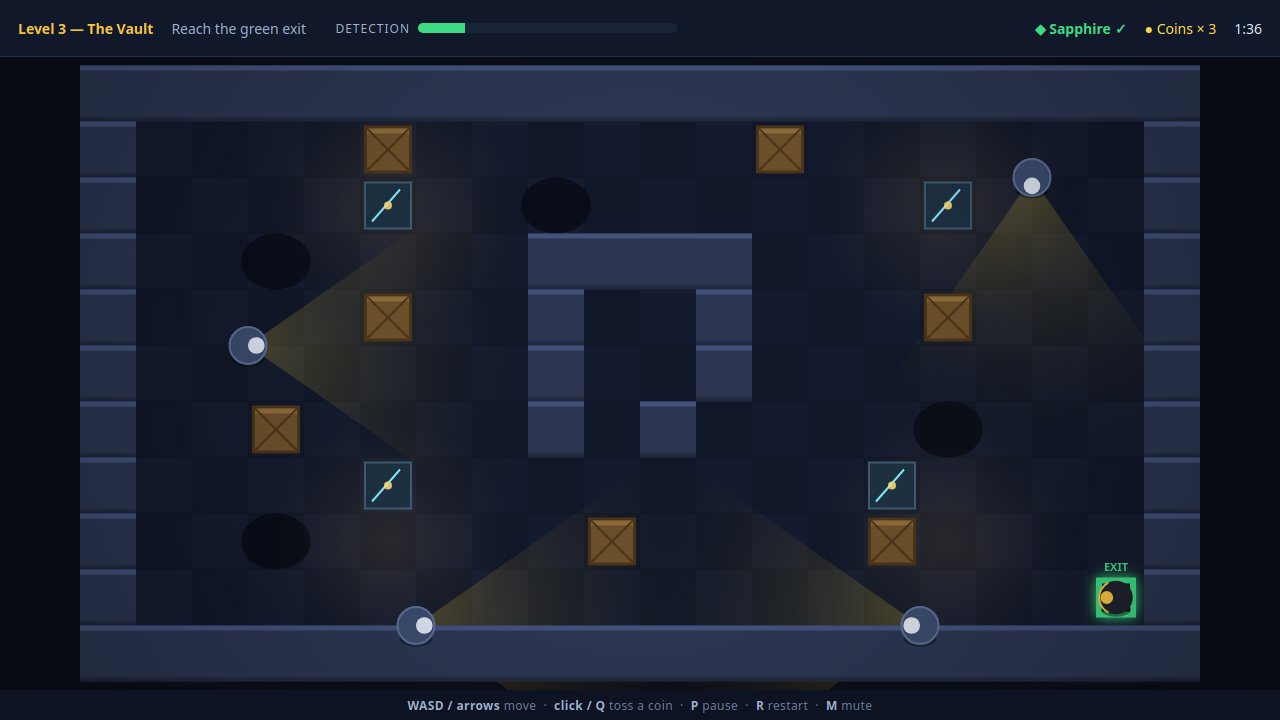 Level 3 — The Vault Reach the green exit DETECTION ◆ Sapphire ✓ ● Coins × 3 1:36
EXIT
WASD / arrows move · click / Q toss a coin · P pause · R restart · M mute